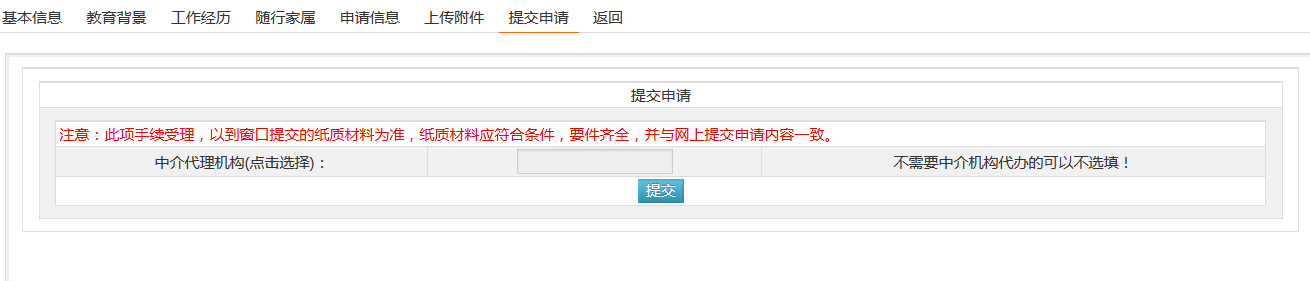 基本信息 教育背景 工作经历 随行家属 申请信息 上传附件 提交申请 返回
提交申请
注意：此项手续受理，以到窗口提交的纸质材料为准，纸质材料应符合条件，要件齐全，并与网上提交申请内容一致。
中介代理机构(点击选择)： 不需要中介机构代办的可以不选填！
提交